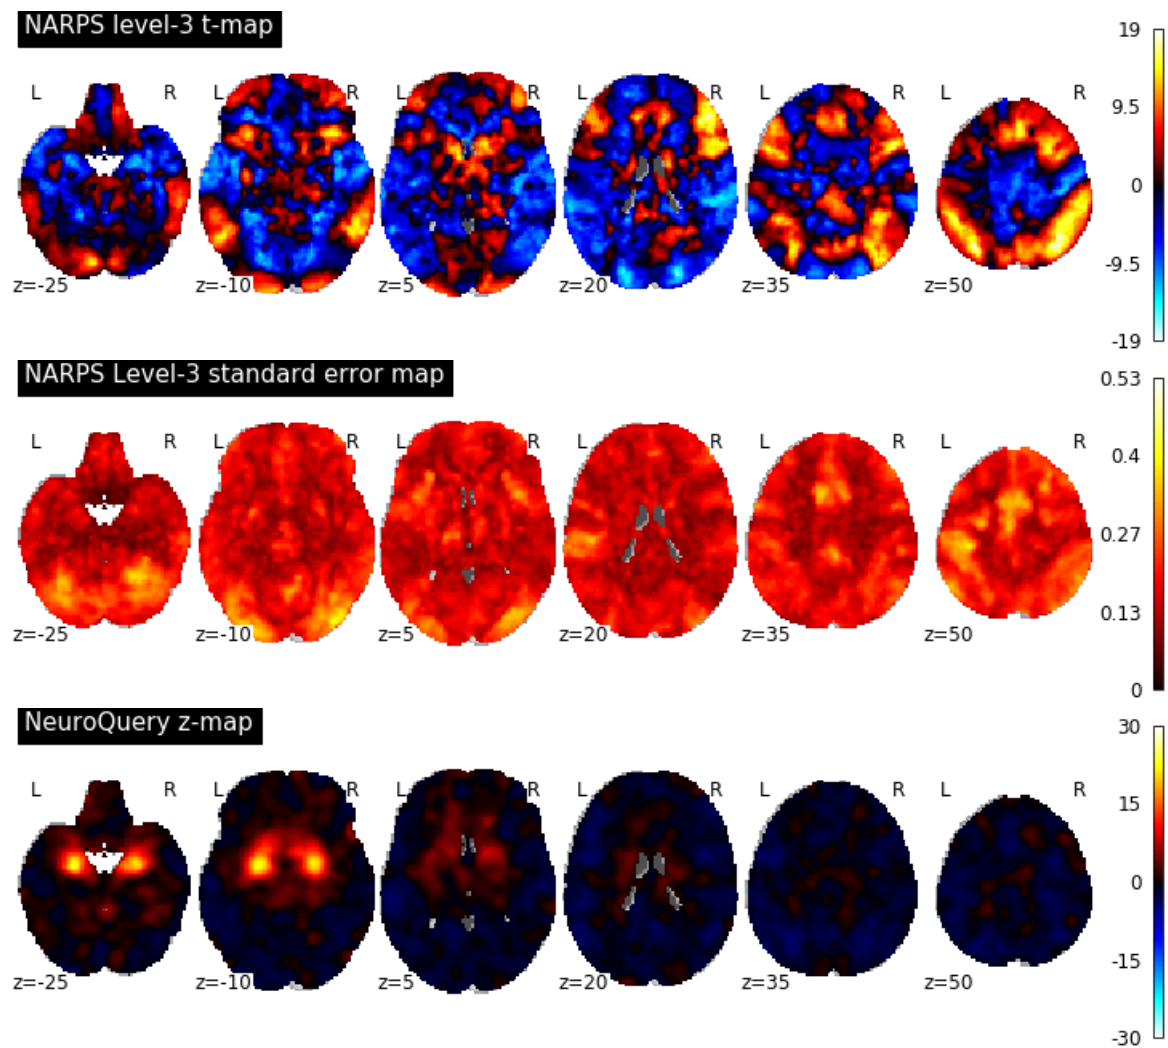 NARPS level-3 t-map
19
L R L R L R L R L R L R
9.5
0
-9.5
z=-25 z=-10 z=5 z=20 z=35 z=50
-19
NARPS Level-3 standard error map
0.53
L R L R L R L R L R L R
0.4
0.27
0.13
z=-25 z=-10 z=5 z=20 z=35 z=50
0
NeuroQuery z-map
30
L R L R L R L R L R L R
15
0
-15
z=-25 z=-10 z=5 z=20 z=35 z=50
-30